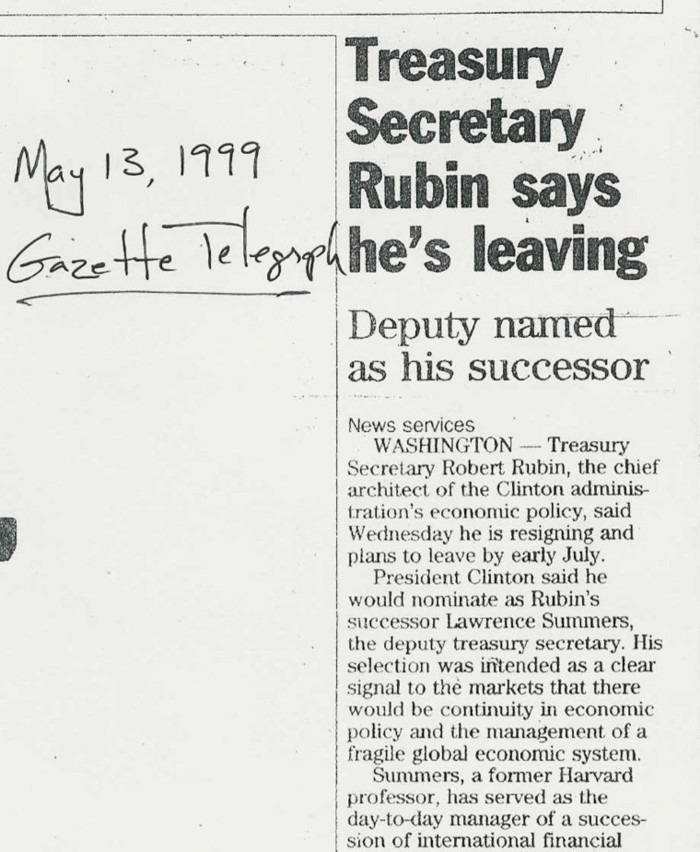 May 13, 1999
Gazette Telegraph
Treasury
Secretary
Rubin says
he's leaving
Deputy named
as his successor
News services
WASHINGTON — Treasury
Secretary Robert Rubin, the chief
architect of the Clinton adminis-
tration's economic policy, said
Wednesday he is resigning and
plans to leave by early July.
President Clinton said he
would nominate as Rubin's
successor Lawrence Summers,
the deputy treasury secretary. His
selection was intended as a clear
signal to the markets that there
would be continuity in economic
policy and the management of a
fragile global economic system.
Summers, a former Harvard
professor, has served as the
day-to-day manager of a succes-
sion of international financial